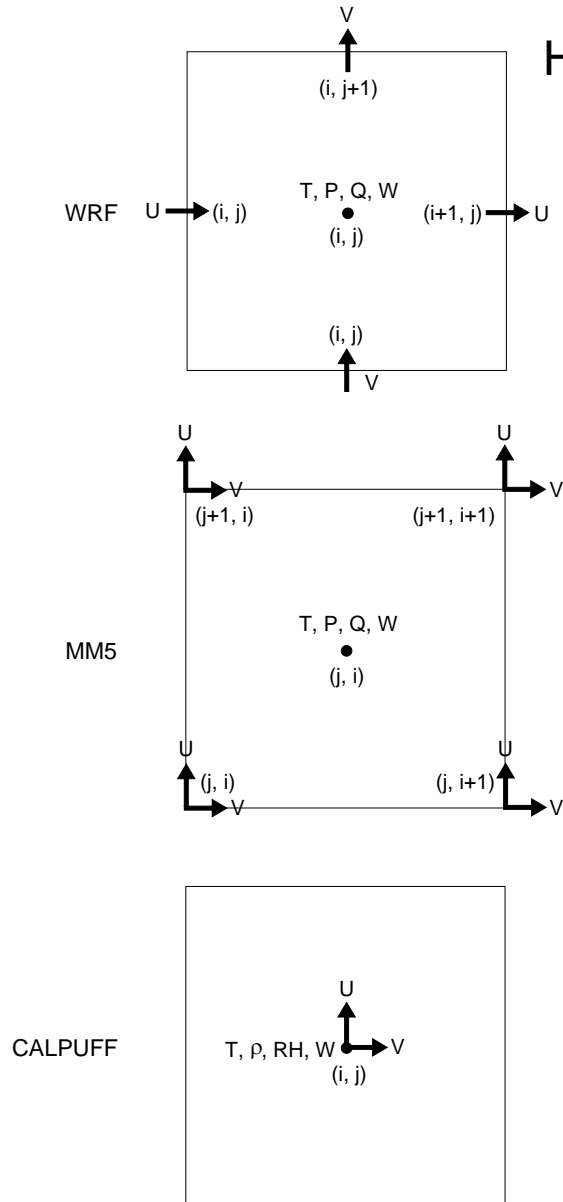 V
H
(i, j+1)
T, P, Q, W
WRF U (i, j) (i+1, j) U
(i, j)
(i, j)
V
U U
V V
(j+1, i) (j+1, i+1)
T, P, Q, W
MM5
(j, i)
U U
(j, i) (j, i+1)
V V
U
CALPUFF T, ρ, RH, W V
(i, j)